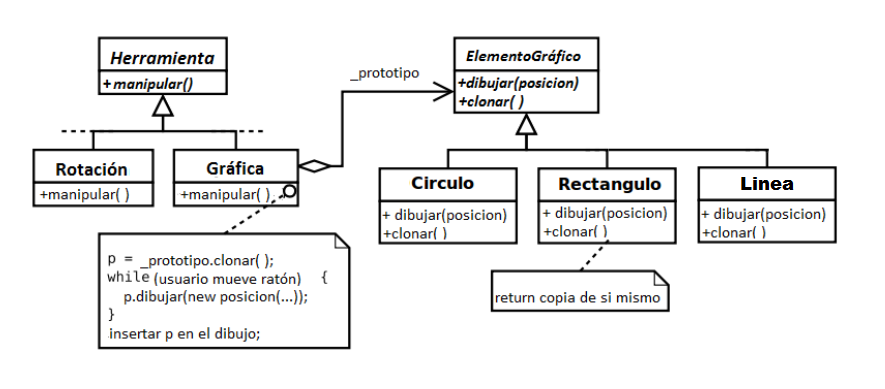 Herramienta
+ manipular()
Rotación
+manipular( )
Gráfica
+manipular( )
p = _prototipo.clonar( );
while (usuario mueve ratón) {
p.dibujar(new posicion(...));
}
insertar p en el dibujo;
_prototipo
ElementoGráfico
+dibujar(posicion)
+clonar( )
Circulo
+ dibujar(posicion)
+clonar( )
Rectangulo
+ dibujar(posicion)
+clonar( )
Linea
+ dibujar(posicion)
+clonar( )
return copia de si mismo